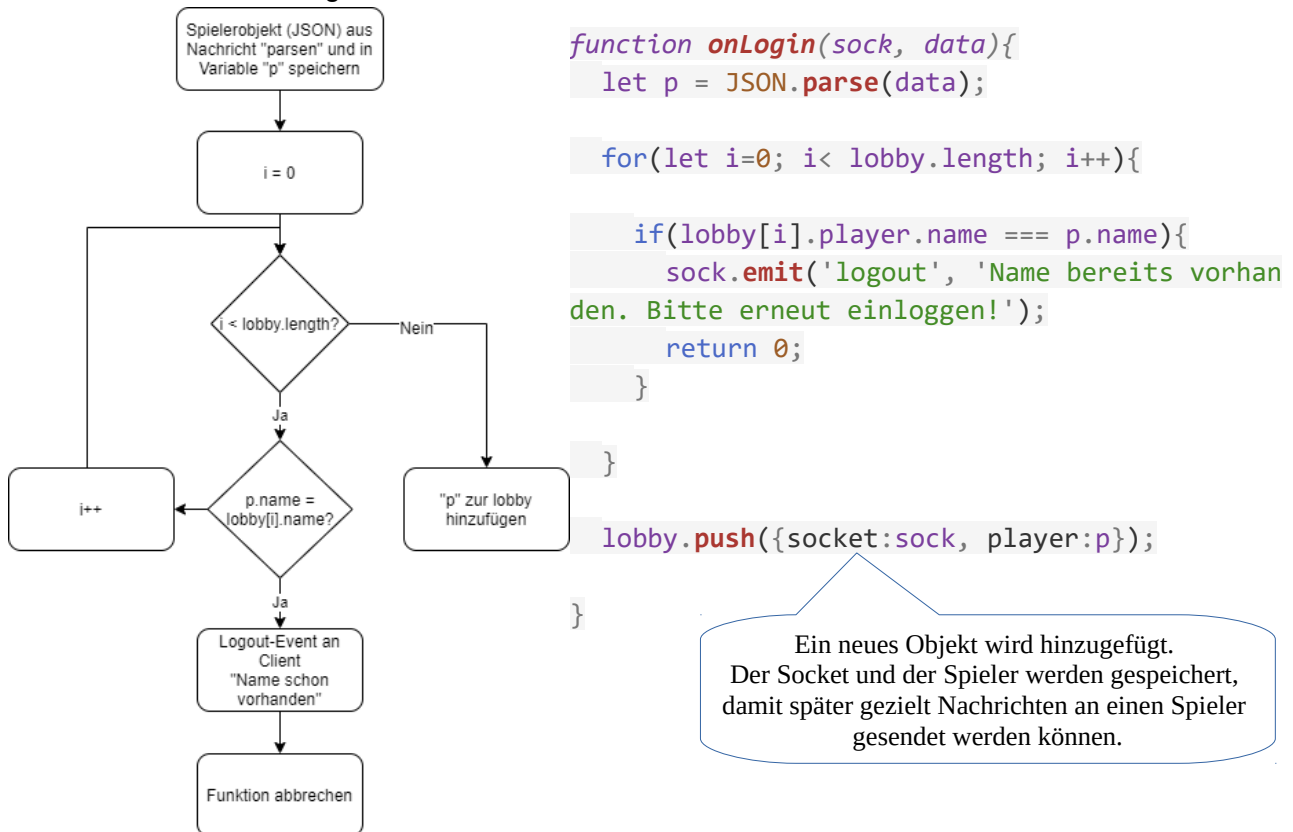 Spielerobjekt (JSON) aus
Nachricht "parsen" und in
Variable "p" speichern
i = 0
i < lobby.length?
Nein
Ja
p.name =
lobby[i].name?
i++
"p" zur lobby
hinzufügen
Ja
Logout-Event an
Client
"Name schon
vorhanden"
Funktion abbrechen
function onLogin(sock, data){
let p = JSON.parse(data);
for(let i=0; i< lobby.length; i++){
if(lobby[i].player.name === p.name){
sock.emit('logout', 'Name bereits vorhan
den. Bitte erneut einloggen!');
return 0;
}
}
lobby.push({socket:sock, player:p});
}
Ein neues Objekt wird hinzugefügt.
Der Socket und der Spieler werden gespeichert,
damit später gezielt Nachrichten an einen Spieler
gesendet werden können.